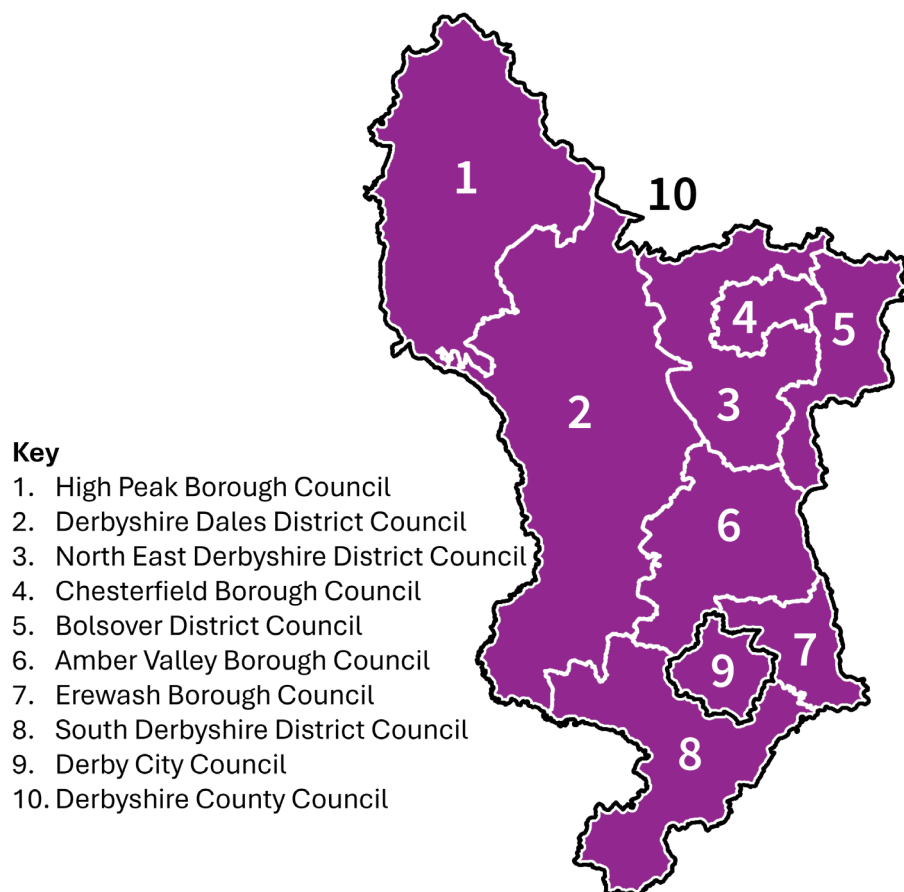 1
10
4
5
2
3
6
7
9
8
Key
1. High Peak Borough Council
2. Derbyshire Dales District Council
3. North East Derbyshire District Council
4. Chesterfield Borough Council
5. Bolsover District Council
6. Amber Valley Borough Council
7. Erewash Borough Council
8. South Derbyshire District Council
9. Derby City Council
10. Derbyshire County Council